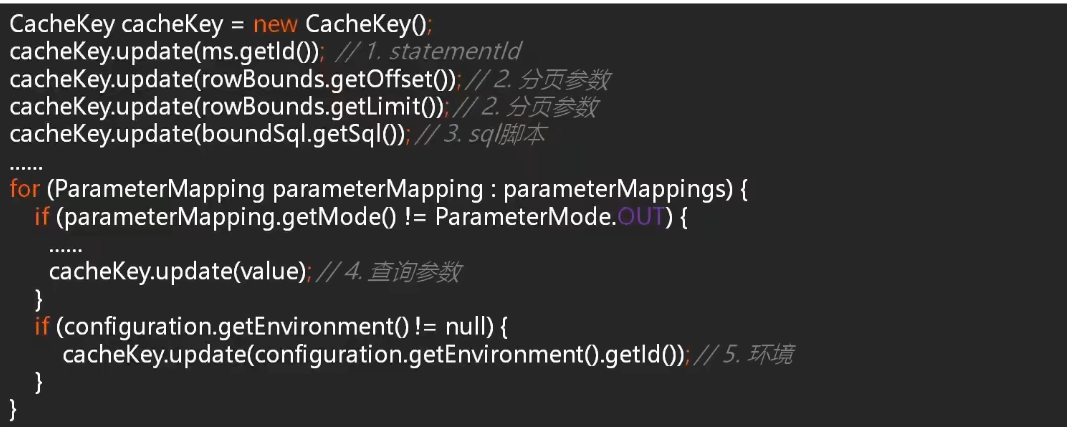 CacheKey cacheKey = new CacheKey();
cacheKey.update(ms.getId()); // 1. statementId
cacheKey.update(rowBounds.getOffset()); // 2. 分页参数
cacheKey.update(rowBounds.getLimit()); // 2. 分页参数
cacheKey.update(boundSql.getSql()); // 3. sql脚本
......
for (ParameterMapping parameterMapping : parameterMappings) {
if (parameterMapping.getMode() != ParameterMode.OUT) {
......
cacheKey.update(value); // 4. 查询参数
}
if (configuration.getEnvironment() != null) {
cacheKey.update(configuration.getEnvironment().getId()); // 5. 环境
}
}